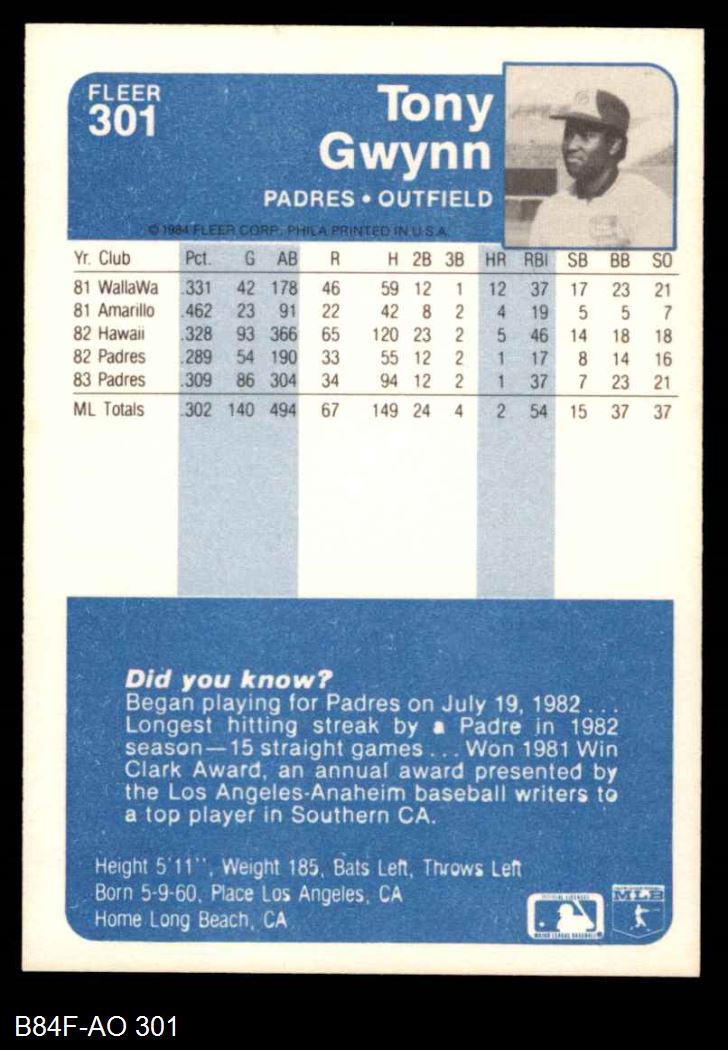 FLEER
301
Tony
Gwynn
PADRES • OUTFIELD
© 1984 FLEER CORP. PHILA PRINTED IN U.S.A.
Yr. Club Pct. G AB R H 2B 3B HR RBI SB BB SO
81 WallaWa .331 42 178 46 59 12 1 12 37 17 23 21
81 Amarillo .462 23 91 22 42 8 2 4 19 5 5 7
82 Hawaii .328 93 366 65 120 23 2 5 46 14 18 18
82 Padres .289 54 190 33 55 12 2 1 17 8 14 16
83 Padres .309 86 304 34 94 12 2 1 37 7 23 21
ML Totals .302 140 494 67 149 24 4 2 54 15 37 37
Did you know?
Began playing for Padres on July 19, 1982 . . .
Longest hitting streak by a Padre in 1982
season—15 straight games . . . Won 1981 Win
Clark Award, an annual award presented by
the Los Angeles-Anaheim baseball writers to
a top player in Southern CA.
Height 5'11'', Weight 185, Bats Left, Throws Left
Born 5-9-60, Place Los Angeles, CA
Home Long Beach, CA
MLB
B84F-AO 301